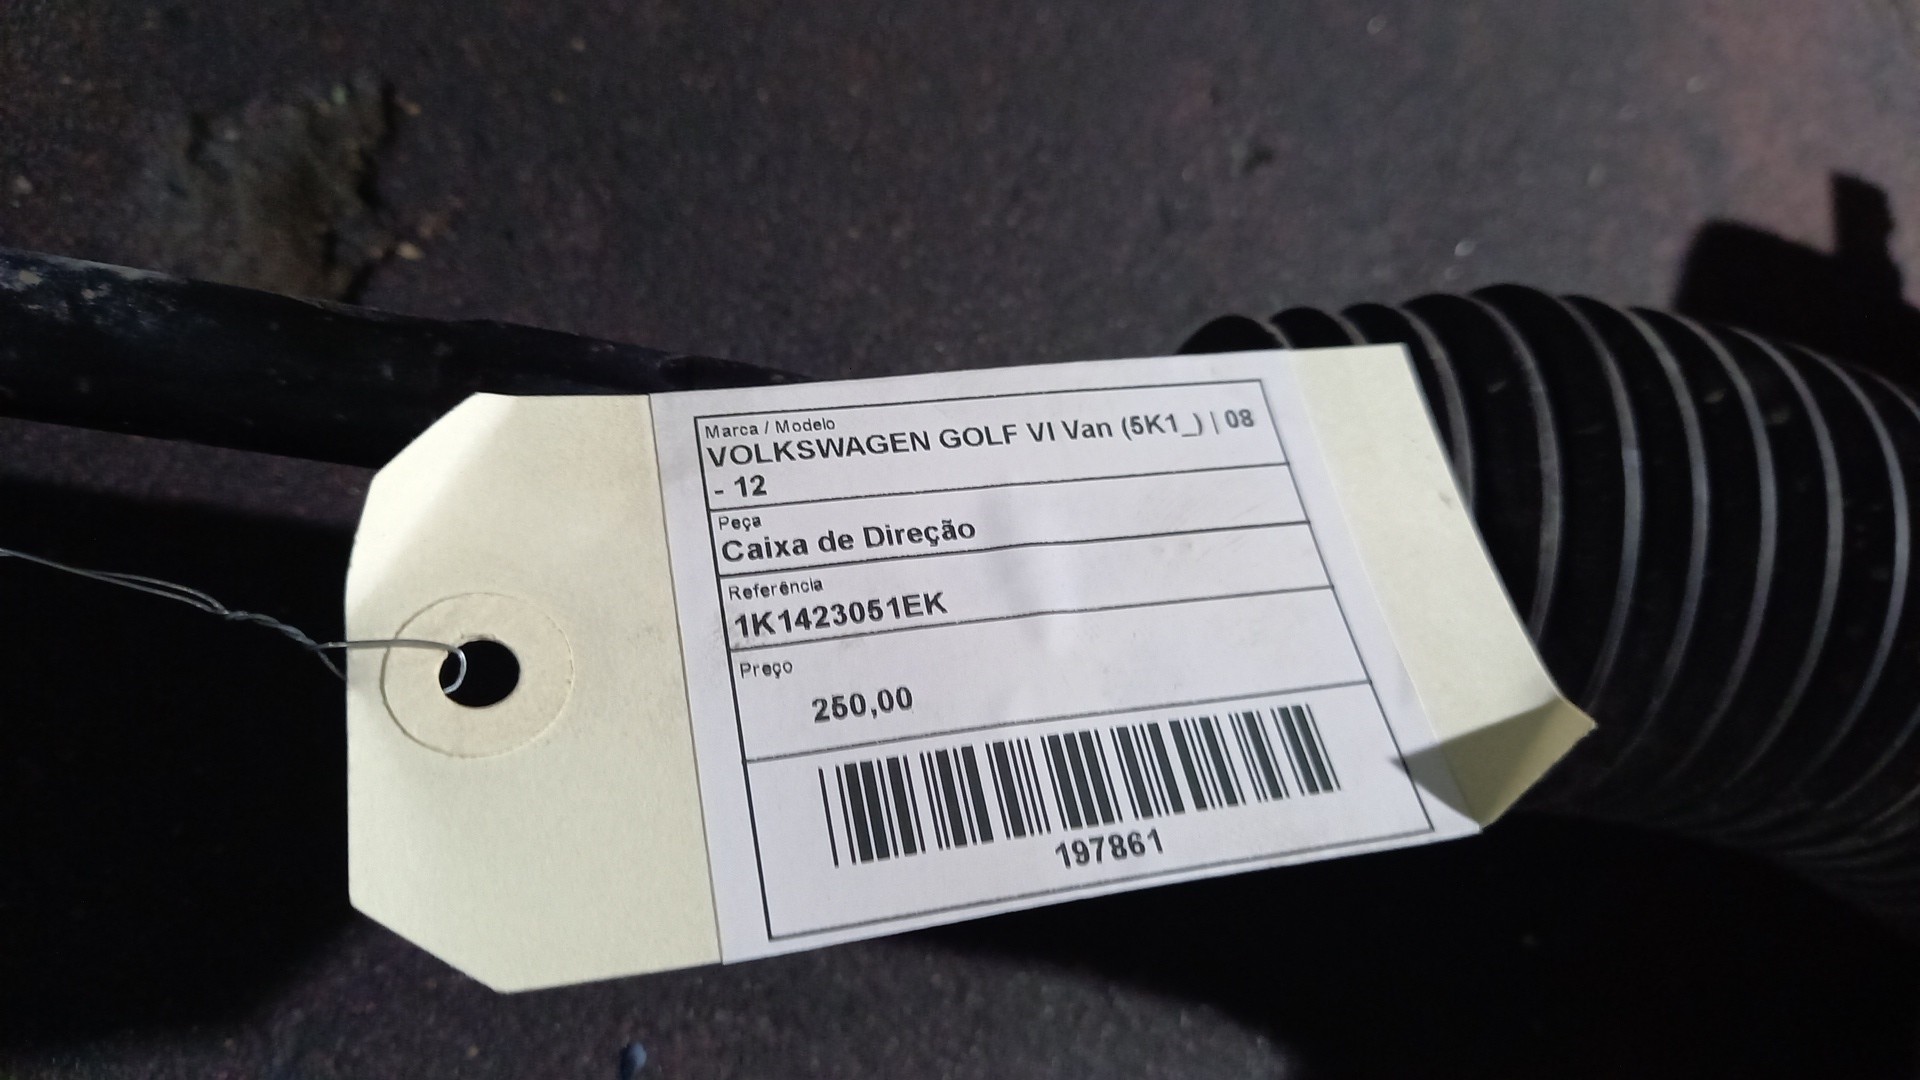 Marca / Modelo
VOLKSWAGEN GOLF VI Van (5K1_) | 08
- 12
Peça
Caixa de Direção
Referência
1K1423051EK
Preço
250,00
197861